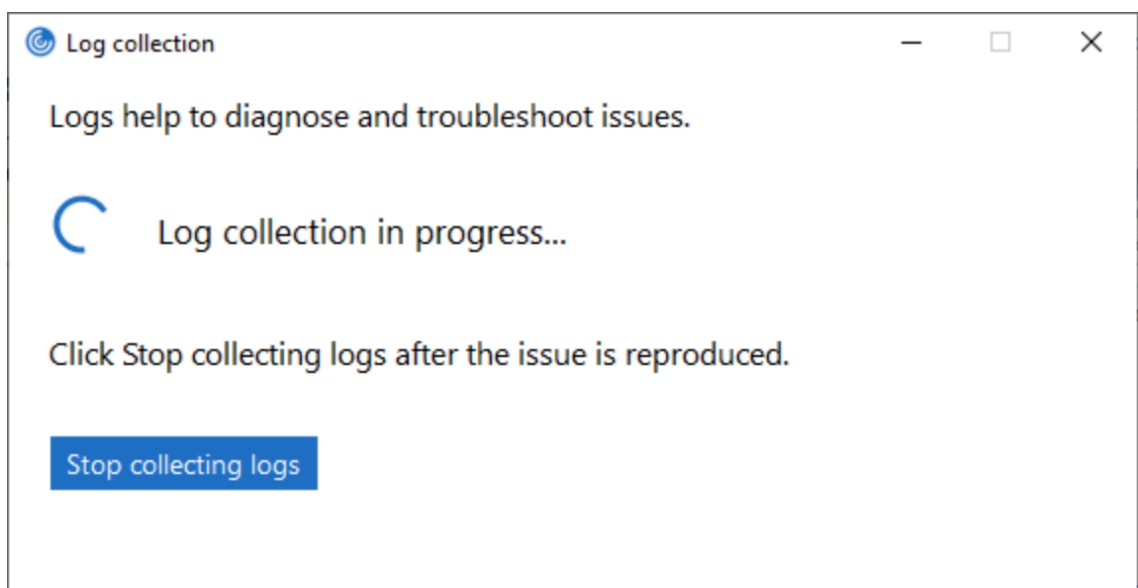 Log collection
Logs help to diagnose and troubleshoot issues.
Log collection in progress...
Click Stop collecting logs after the issue is reproduced.
Stop collecting logs